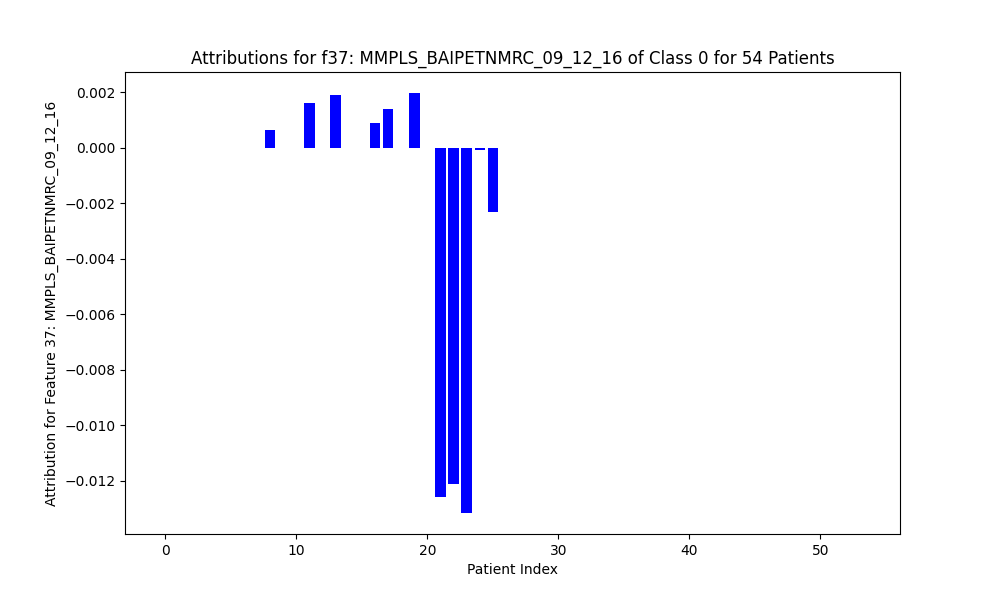 Attributions for f37: MMPLS_BAIPETNMRC_09_12_16 of Class 0 for 54 Patients
Attribution for Feature 37: MMPLS_BAIPETNMRC_09_12_16
0.002
0.000
−0.002
−0.004
−0.006
−0.008
−0.010
−0.012
0 10 20 30 40 50
Patient Index